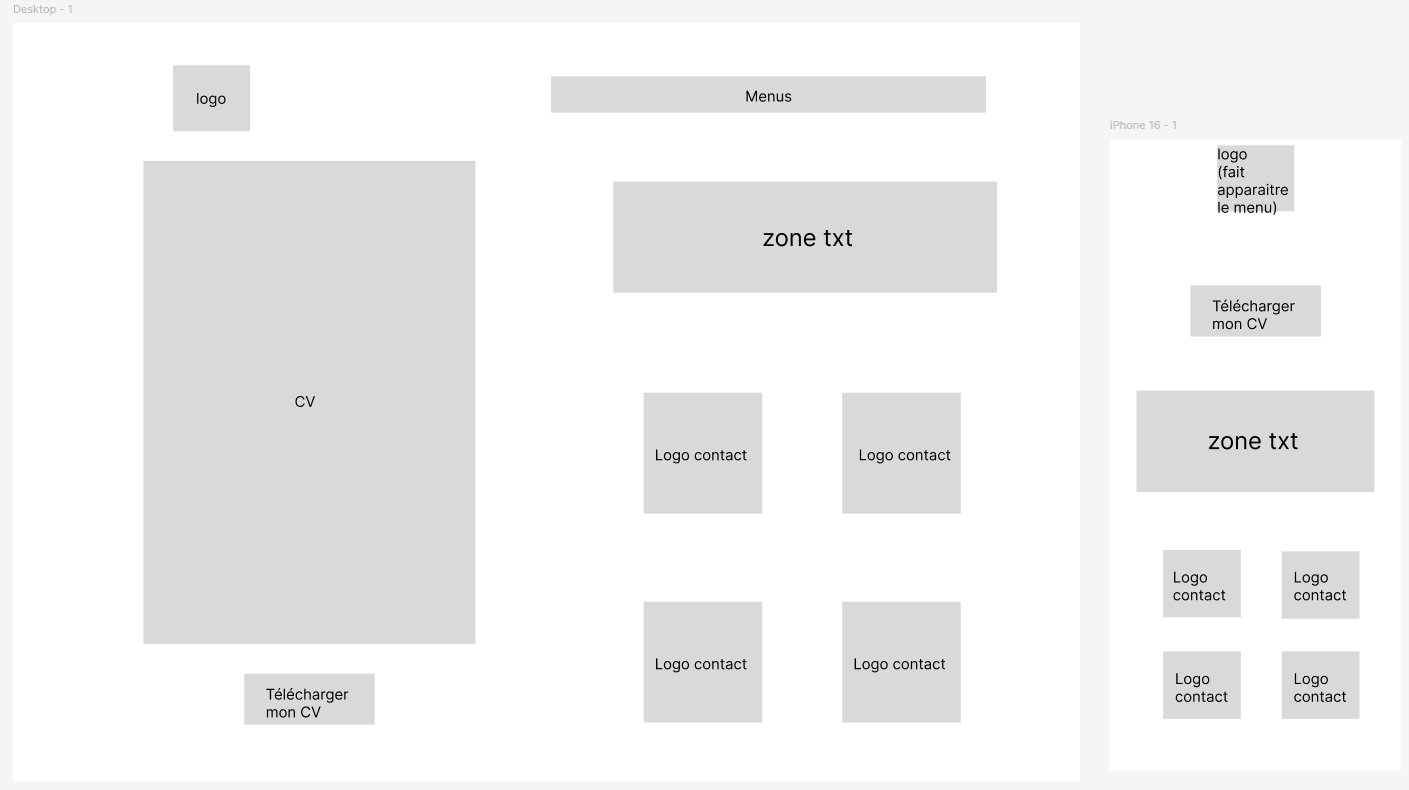 Desktop - 1
logo
Menus
zone txt
CV
Logo contact
Logo contact
Logo contact
Logo contact
Télécharger
mon CV
iPhone 16 - 1
logo
(fait
apparaitre
le menu)
Télécharger
mon CV
zone txt
Logo
contact
Logo
contact
Logo
contact
Logo
contact